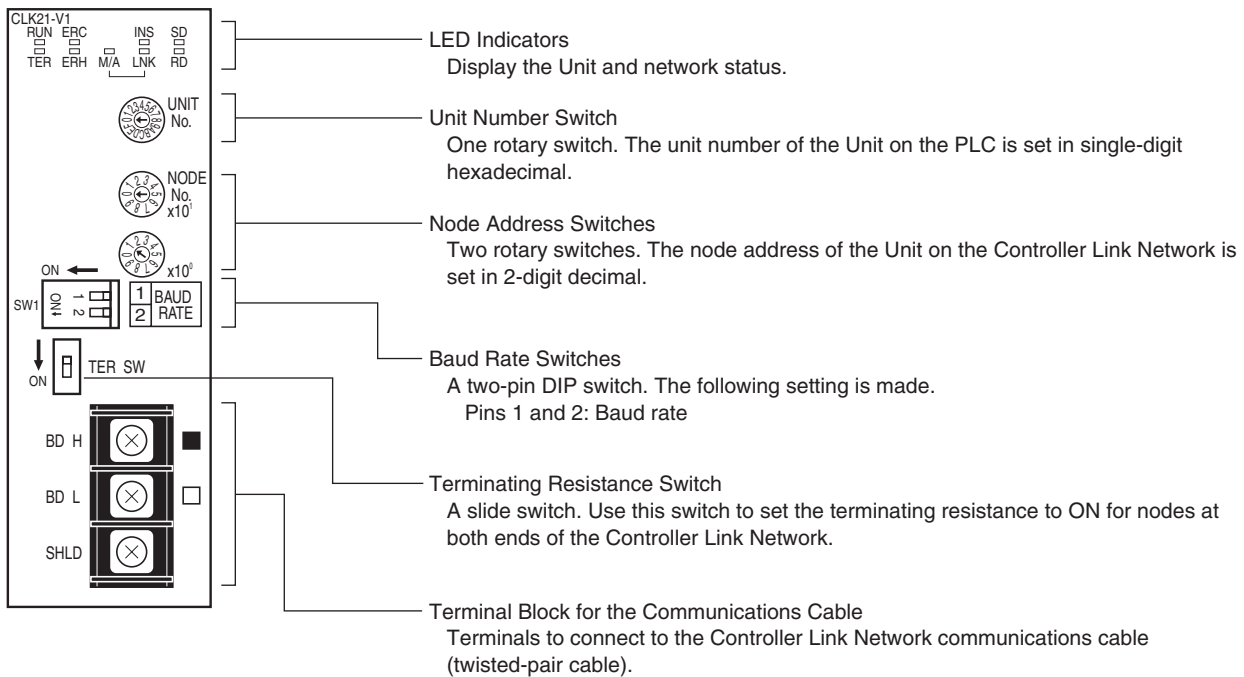 CLK21-V1
RUN ERC INS SD
TER ERH M/A LNK RD
UNIT
No.
NODE
No.
x10¹
x10⁰
ON
SW1
ON
1
2
1 BAUD
2 RATE
ON
TER SW
BD H
BD L
SHLD
LED Indicators
Display the Unit and network status.
Unit Number Switch
One rotary switch. The unit number of the Unit on the PLC is set in single-digit
hexadecimal.
Node Address Switches
Two rotary switches. The node address of the Unit on the Controller Link Network is
set in 2-digit decimal.
Baud Rate Switches
A two-pin DIP switch. The following setting is made.
Pins 1 and 2: Baud rate
Terminating Resistance Switch
A slide switch. Use this switch to set the terminating resistance to ON for nodes at
both ends of the Controller Link Network.
Terminal Block for the Communications Cable
Terminals to connect to the Controller Link Network communications cable
(twisted-pair cable).